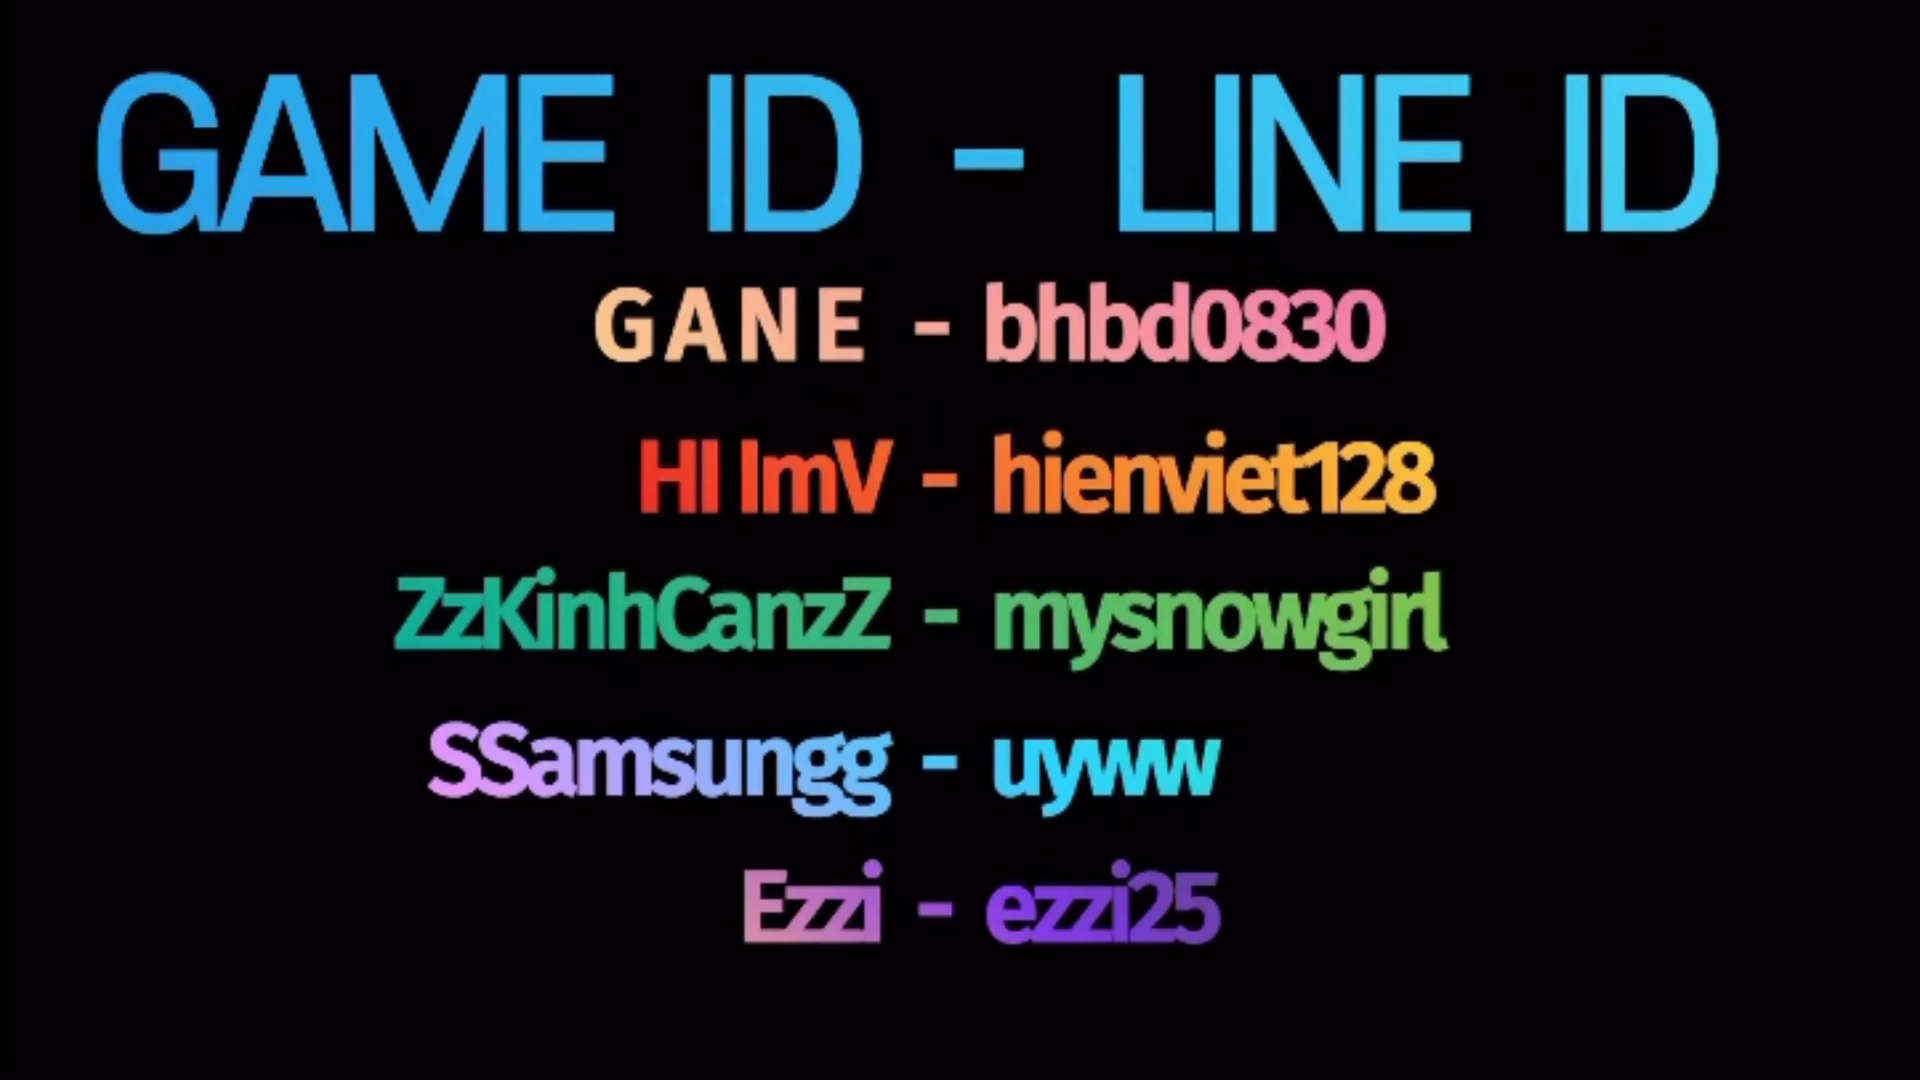 GAME ID - LINE ID
GANE - bhbd0830
HI ImV - hienviet128
ZzKinhCanzZ - mysnowgirl
SSamsungg - uyww
Ezzi - ezzi25